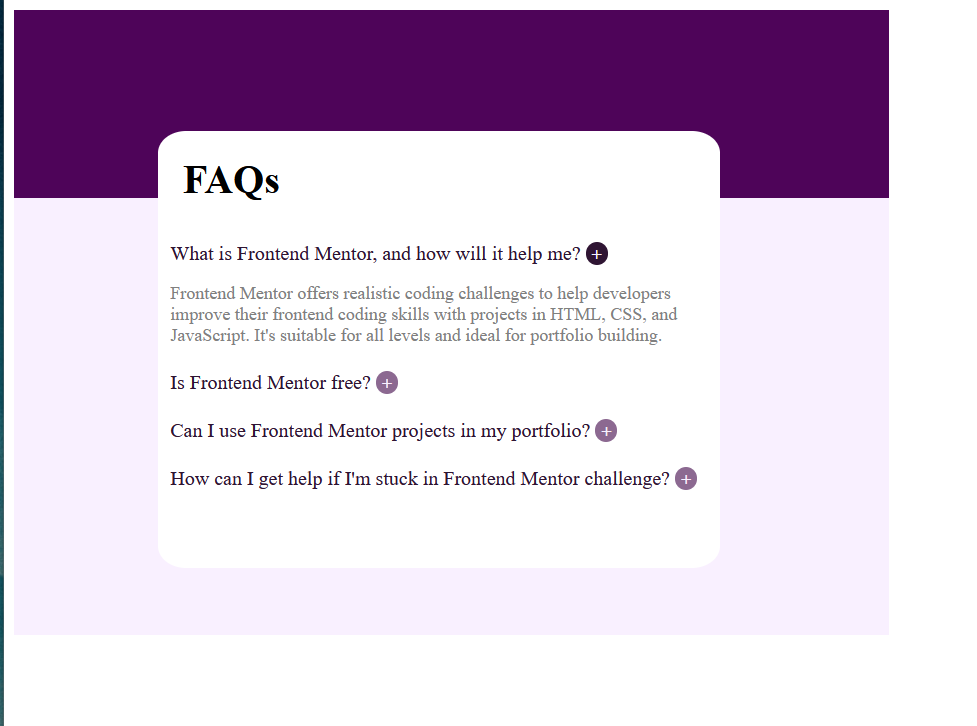 FAQs
What is Frontend Mentor, and how will it help me? +
Frontend Mentor offers realistic coding challenges to help developers
improve their frontend coding skills with projects in HTML, CSS, and
JavaScript. It's suitable for all levels and ideal for portfolio building.
Is Frontend Mentor free? +
Can I use Frontend Mentor projects in my portfolio? +
How can I get help if I'm stuck in Frontend Mentor challenge? +